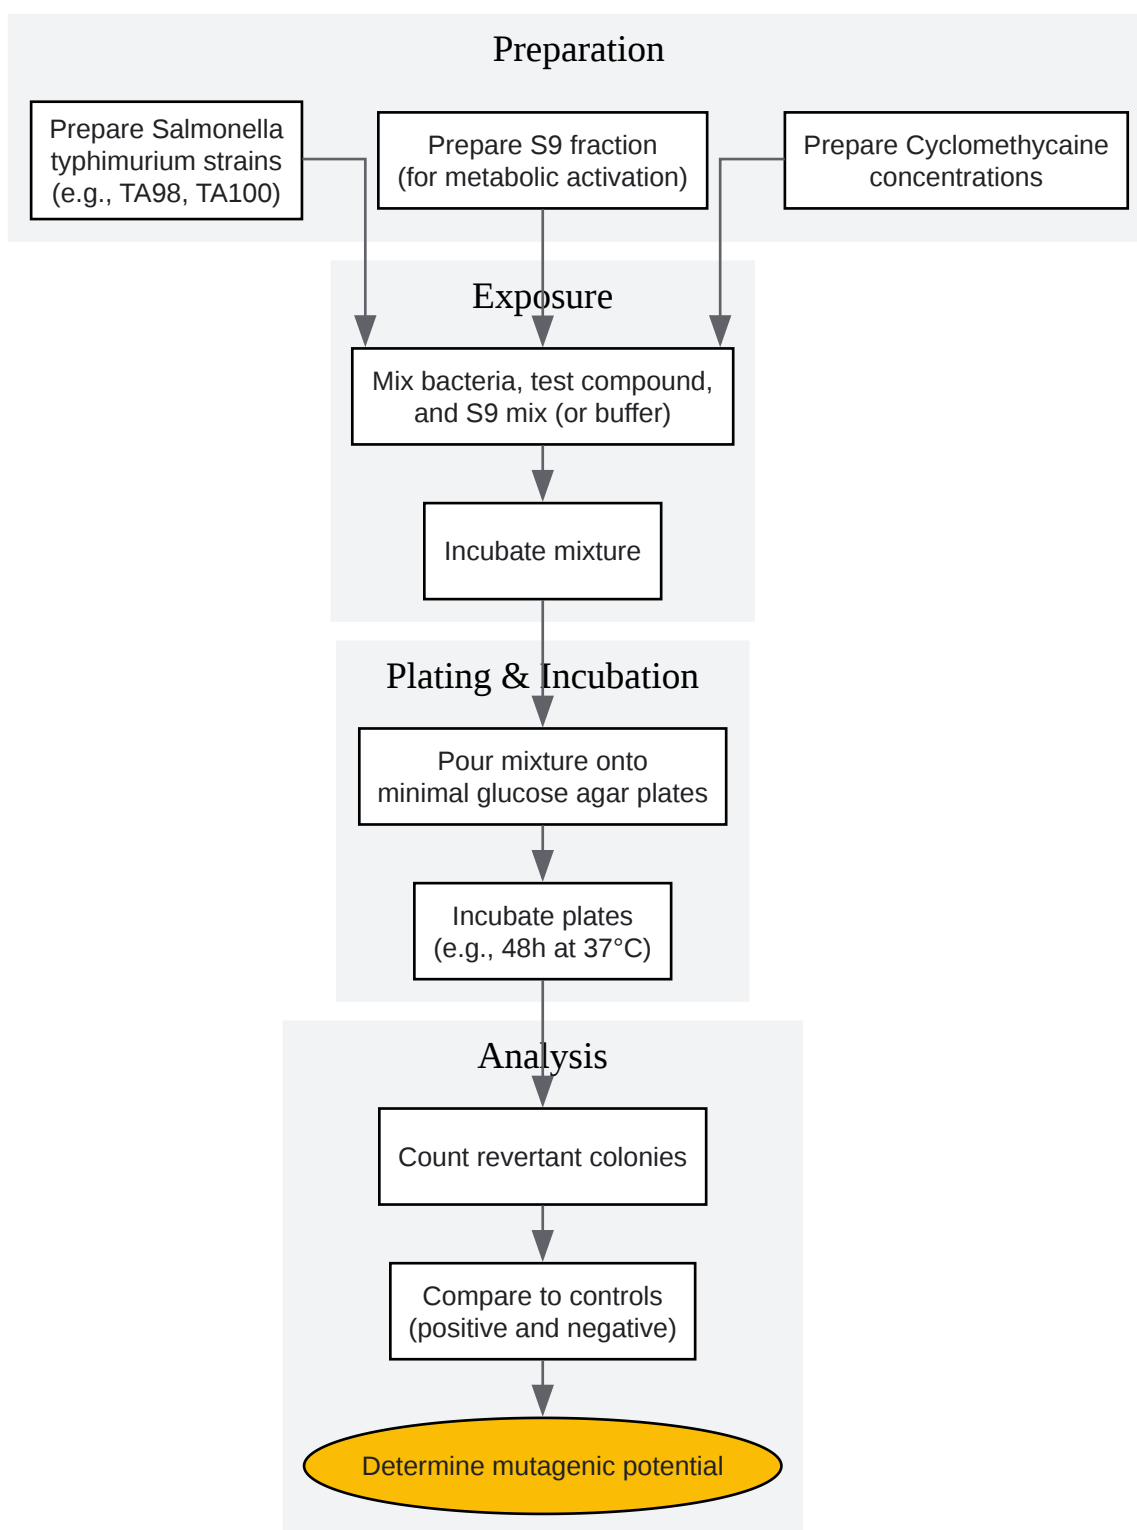 Preparation
Prepare Salmonella
typhimurium strains
(e.g., TA98, TA100)
Prepare S9 fraction
(for metabolic activation)
Prepare Cyclomethycaine
concentrations
Exposure
Mix bacteria, test compound,
and S9 mix (or buffer)
Incubate mixture
Plating & Incubation
Pour mixture onto
minimal glucose agar plates
Incubate plates
(e.g., 48h at 37°C)
Analysis
Count revertant colonies
Compare to controls
(positive and negative)
Determine mutagenic potential